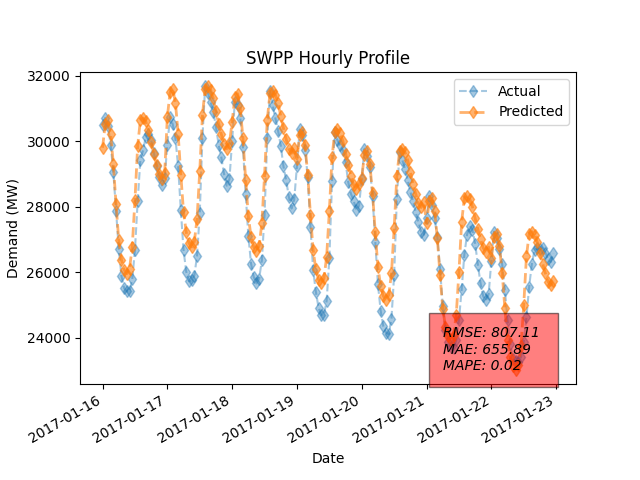 SWPP Hourly Profile
Actual
Predicted
32000
30000
28000
26000
24000
Demand (MW)
RMSE: 807.11
MAE: 655.89
MAPE: 0.02
2017-01-16
2017-01-17
2017-01-18
2017-01-19
2017-01-20
2017-01-21
2017-01-22
2017-01-23
Date